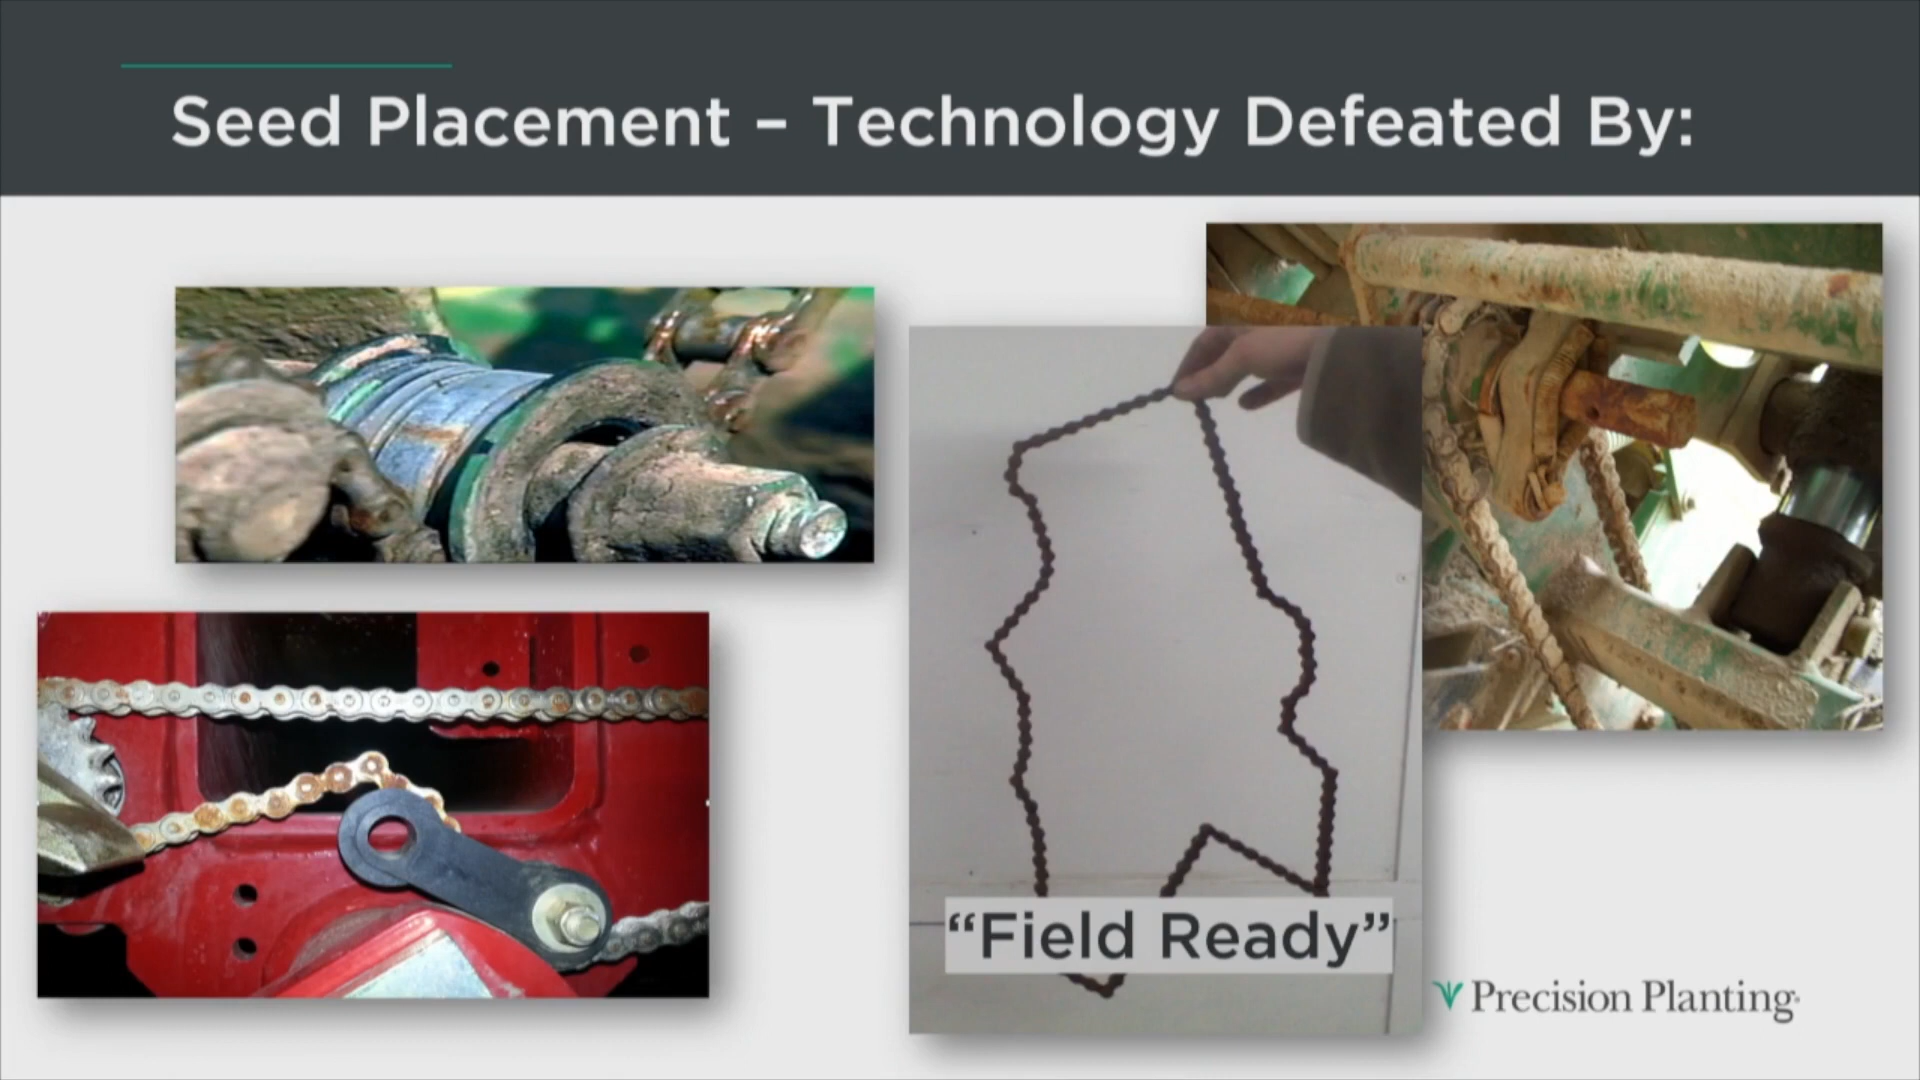 Seed Placement – Technology Defeated By:
“Field Ready”
Precision Planting